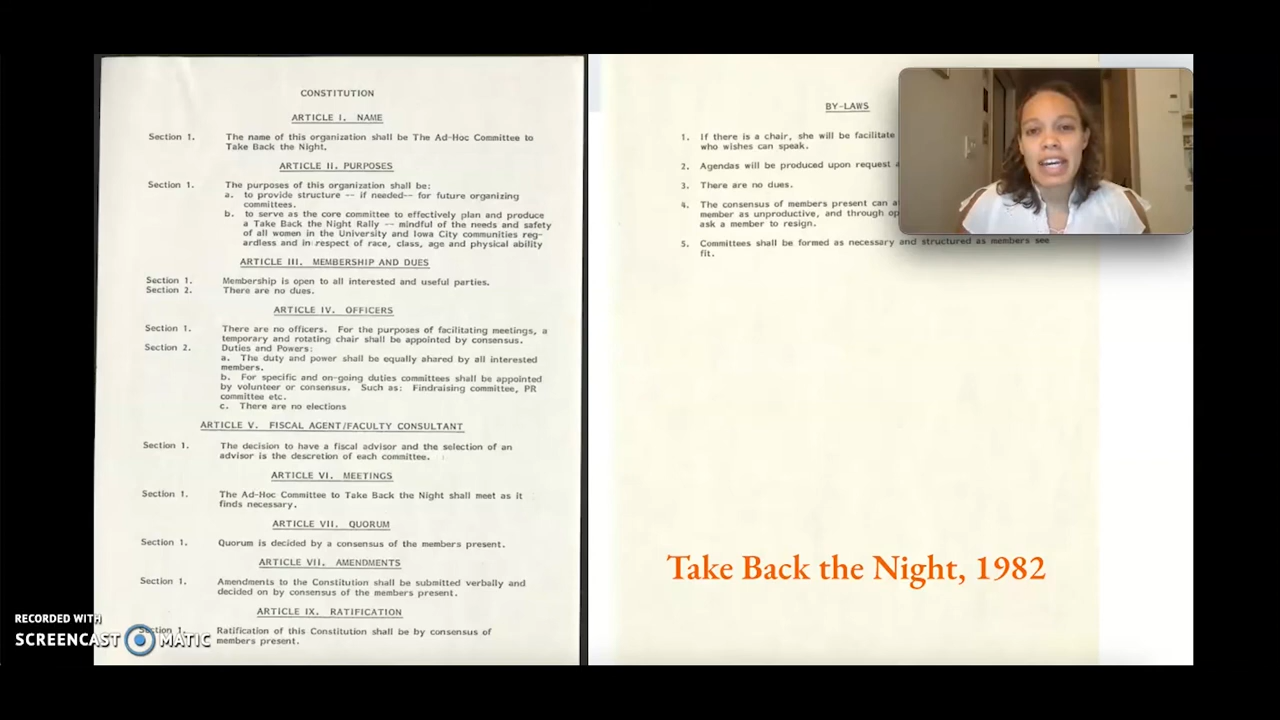 CONSTITUTION
ARTICLE I. NAME
Section 1. The name of this organization shall be The Ad-Hoc Committee to
Take Back the Night.
ARTICLE II. PURPOSES
Section 1. The purposes of this organization shall be:
a. to provide structure -- if needed-- for future organizing
committees.
b. to serve as the core committee to effectively plan and produce
a Take Back the Night Rally -- mindful of the needs and safety
of all women in the University and Iowa City communities reg-
ardless and in respect of race, class, age and physical ability
ARTICLE III. MEMBERSHIP AND DUES
Section 1. Membership is open to all interested and useful parties.
Section 2. There are no dues.
ARTICLE IV. OFFICERS
Section 1. There are no officers. For the purposes of facilitating meetings, a
temporary and rotating chair shall be appointed by consensus.
Section 2. Duties and Powers:
a. The duty and power shall be equally ahared by all interested
members.
b. For specific and on-going duties committees shall be appointed
by volunteer or consensus. Such as: Findraising committee, PR
committee etc.
c. There are no elections
ARTICLE V. FISCAL AGENT/FACULTY CONSULTANT
Section 1. The decision to have a fiscal advisor and the selection of an
advisor is the descretion of each committee.
ARTICLE VI. MEETINGS
Section 1. The Ad-Hoc Committee to Take Back the Night shall meet as it
finds necessary.
ARTICLE VII. QUORUM
Section 1. Quorum is decided by a consensus of the members present.
ARTICLE VII. AMENDMENTS
Section 1. Amendments to the Constitution shall be submitted verbally and
decided on by consensus of the members present.
ARTICLE IX. RATIFICATION
Section 1. Ratification of this Constitution shall be by consensus of
members present.
BY-LAWS
1. If there is a chair, she will be facilitate
who wishes can speak.
2. Agendas will be produced upon request
3. There are no dues.
4. The consensus of members present can
member as unproductive, and through
ask a member to resign.
5. Committees shall be formed as necessary and structured as members see
fit.
Take Back the Night, 1982
RECORDED WITH
SCREENCAST MATIC